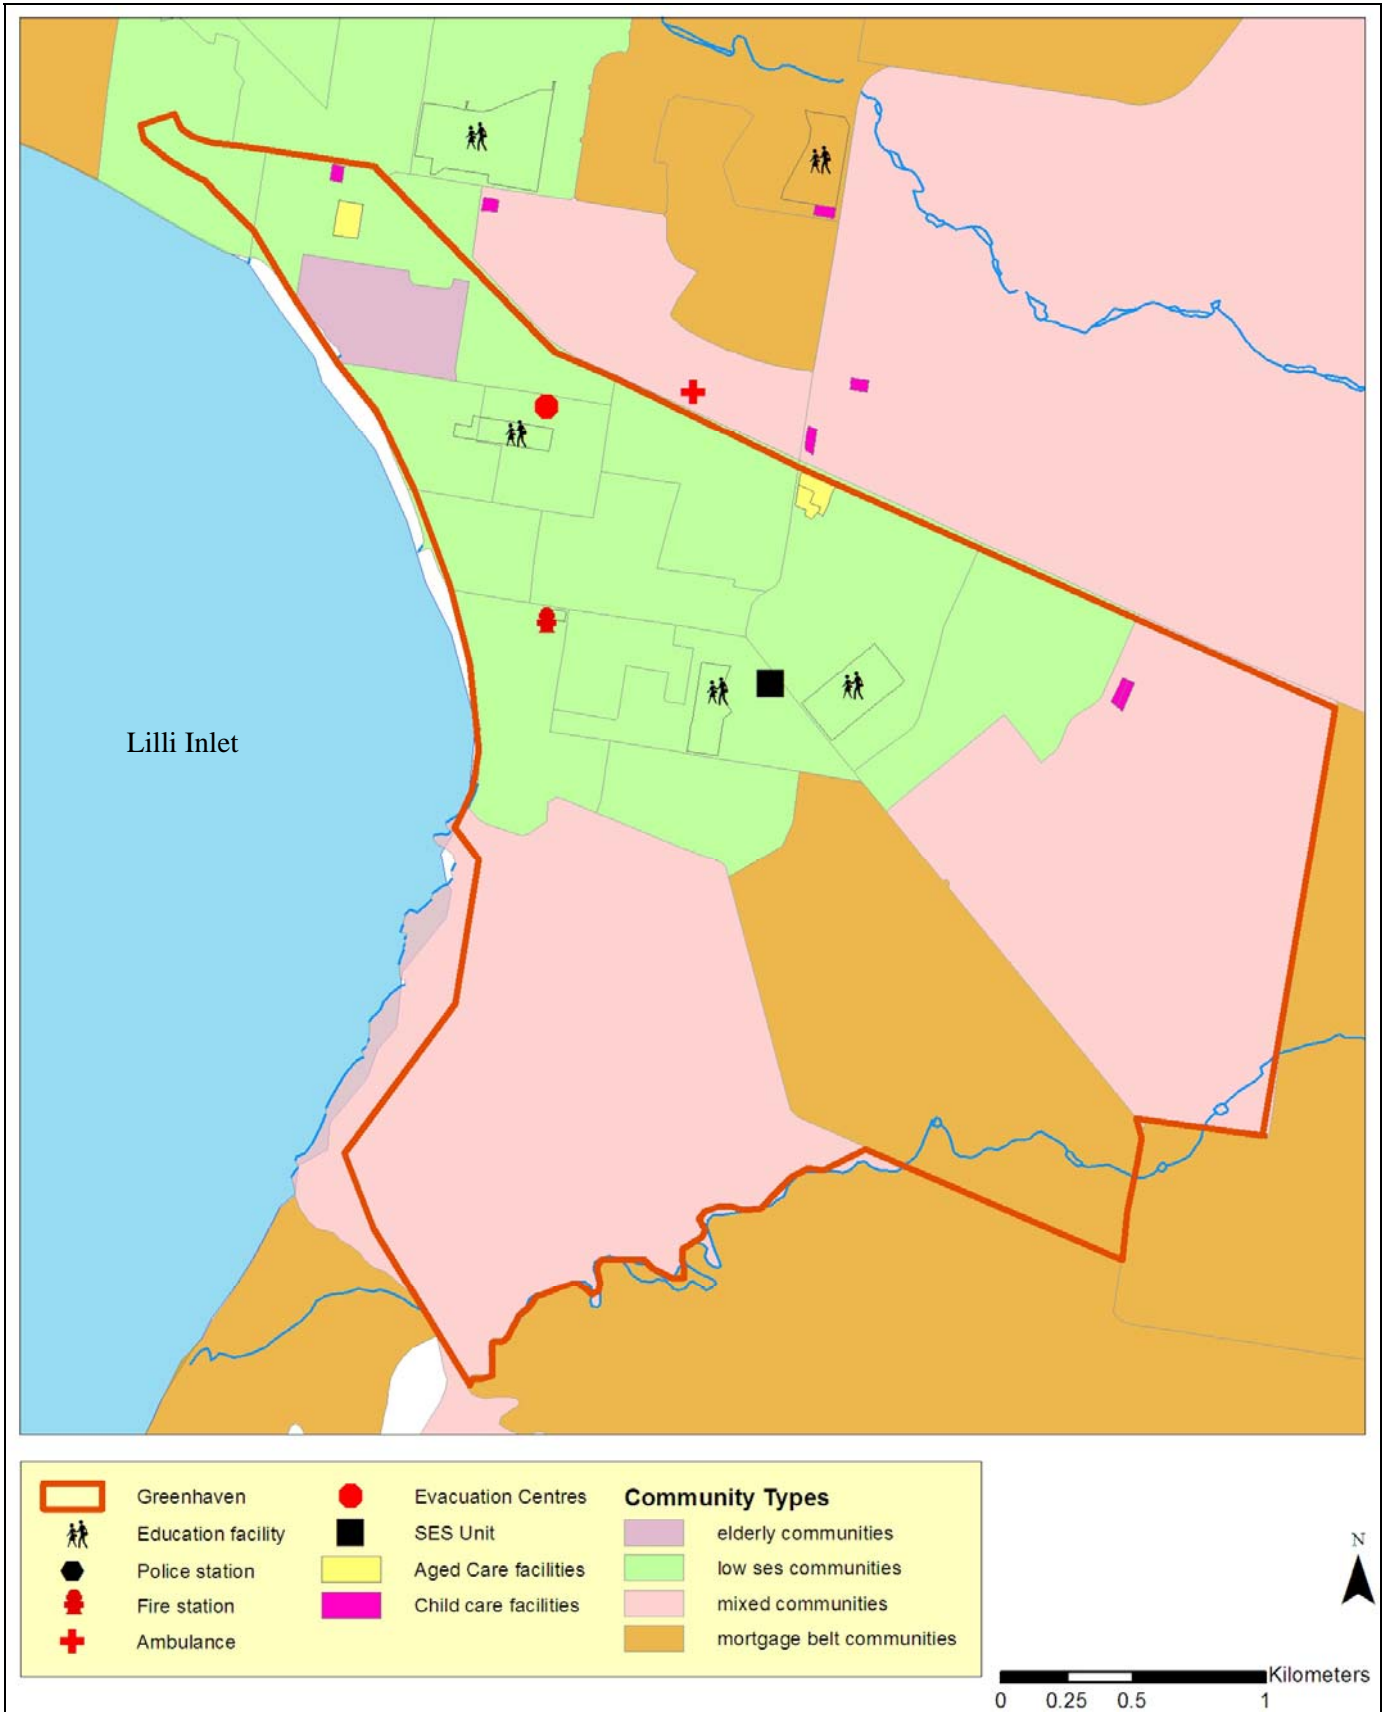 Lilli Inlet
Greenhaven
Education facility
Police station
Fire station
Ambulance
Evacuation Centres
SES Unit
Aged Care facilities
Child care facilities
Community Types
elderly communities
low ses communities
mixed communities
mortgage belt communities
N
Kilometers
0 0.25 0.5 1